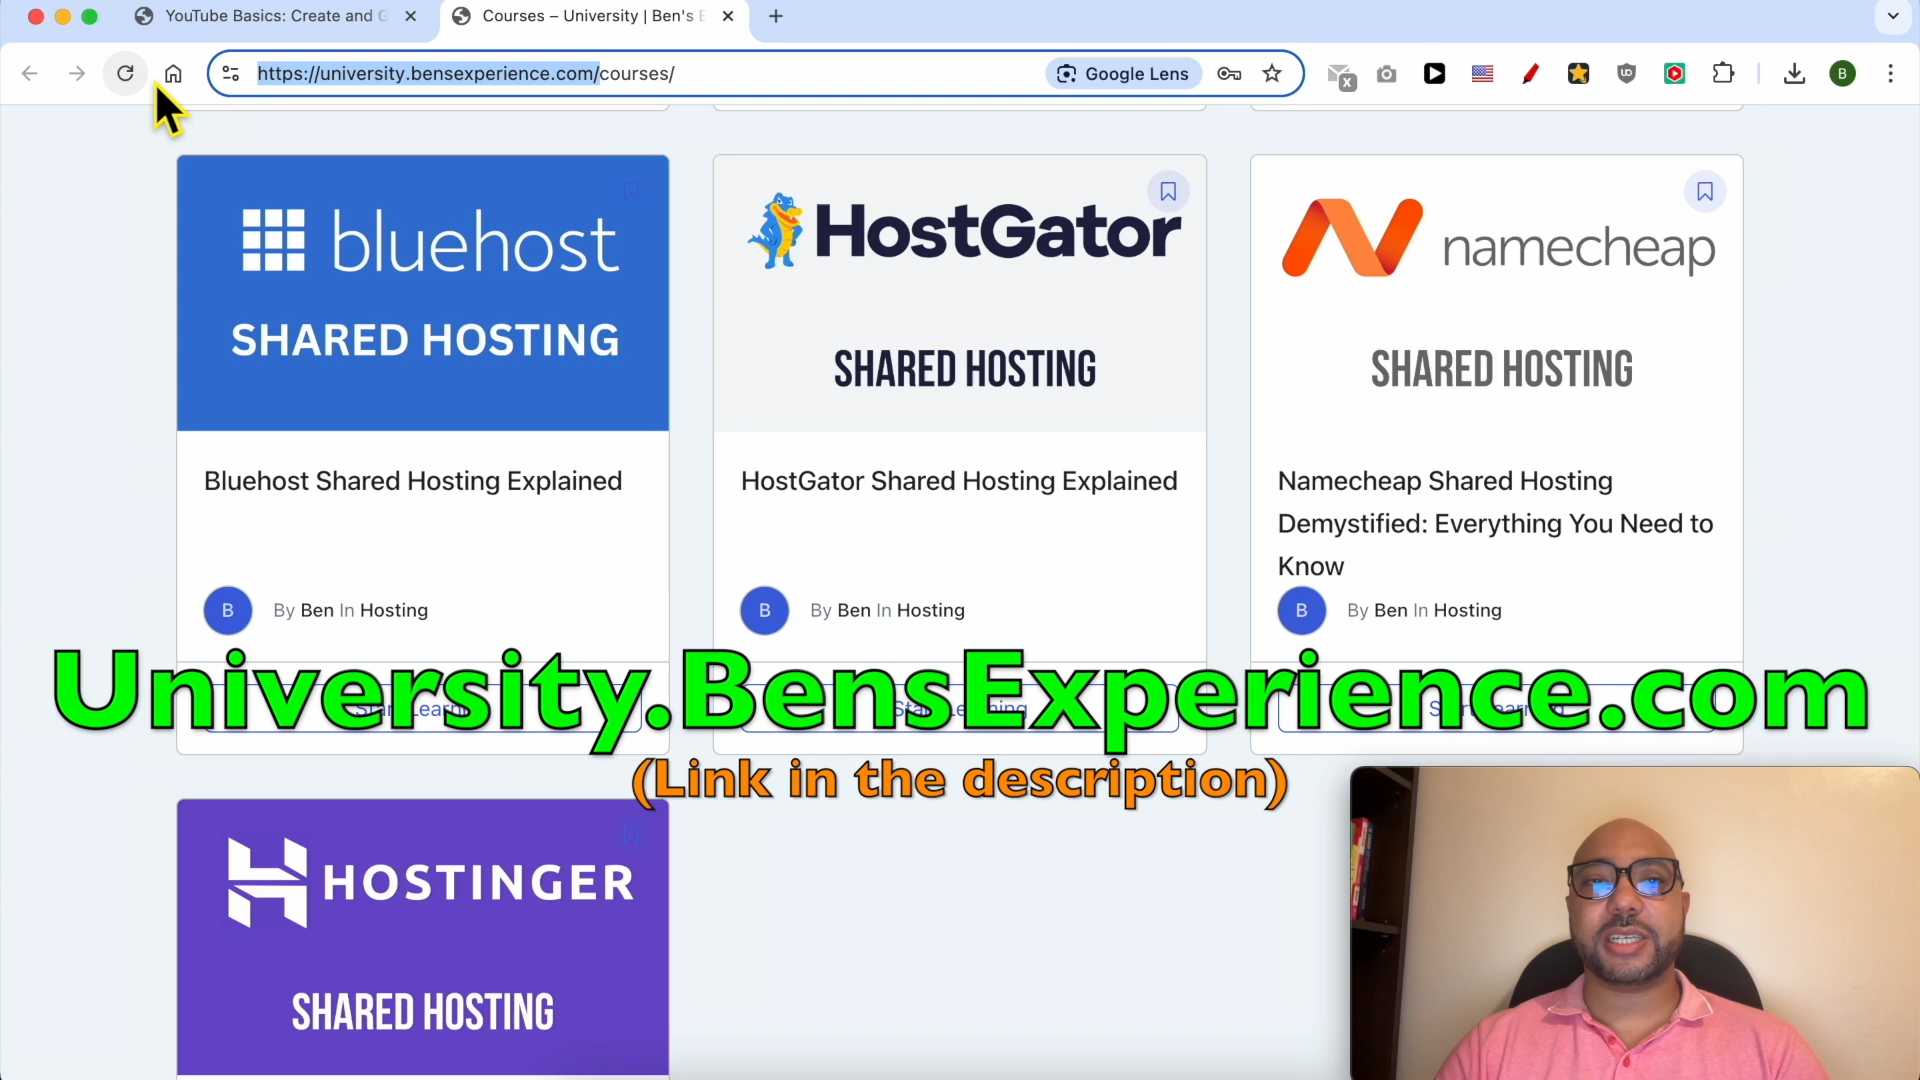 YouTube Basics: Create and G
Courses – University | Ben's E
https://university.bensexperience.com/courses/
Google Lens
B
bluehost
SHARED HOSTING
HostGator
SHARED HOSTING
namecheap
SHARED HOSTING
Bluehost Shared Hosting Explained
HostGator Shared Hosting Explained
Namecheap Shared Hosting
Demystified: Everything You Need to
Know
B By Ben In Hosting
B By Ben In Hosting
B By Ben In Hosting
University.BensExperience.com
(Link in the description)
HOSTINGER
SHARED HOSTING